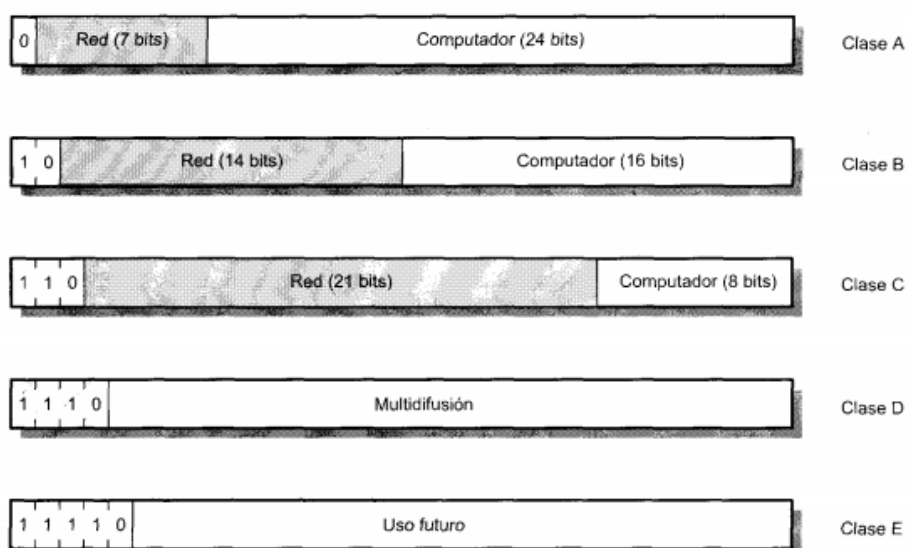 0 Red (7 bits) Computador (24 bits) Clase A
1 0 Red (14 bits) Computador (16 bits) Clase B
1 1 0 Red (21 bits) Computador (8 bits) Clase C
1 1 1 0 Multidifusión Clase D
1 1 1 1 0 Uso futuro Clase E